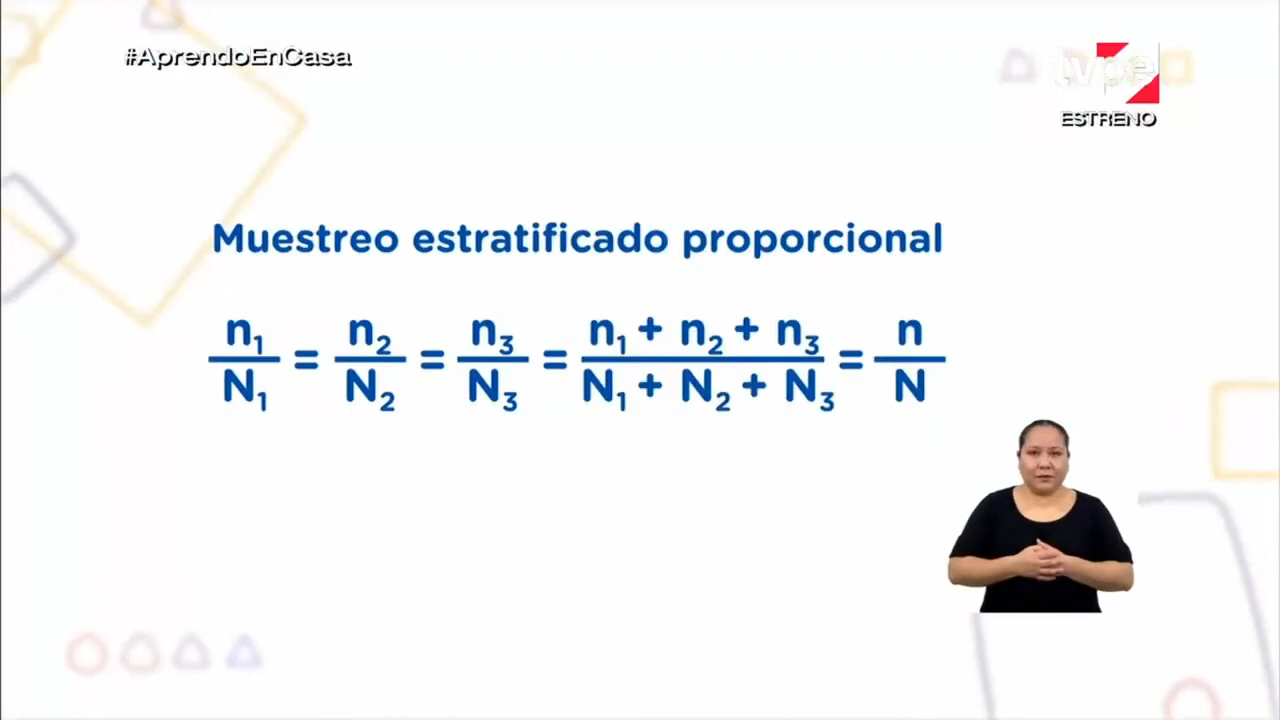 #AprendoEnCasa
tvpe
ESTRENO
Muestreo estratificado proporcional
n₁/N₁ = n₂/N₂ = n₃/N₃ = (n₁ + n₂ + n₃)/(N₁ + N₂ + N₃) = n/N